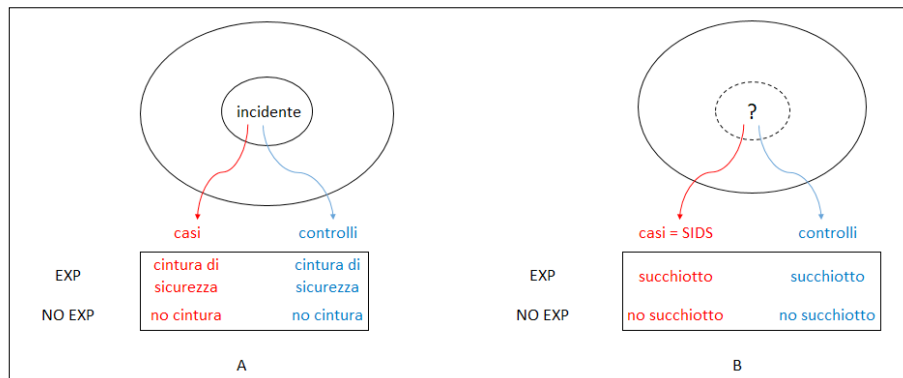 incidente
casi
controlli
EXP
cintura di
sicurezza
cintura di
sicurezza
NO EXP
no cintura
no cintura
A
?
casi = SIDS
controlli
EXP
succhiotto
succhiotto
NO EXP
no succhiotto
no succhiotto
B